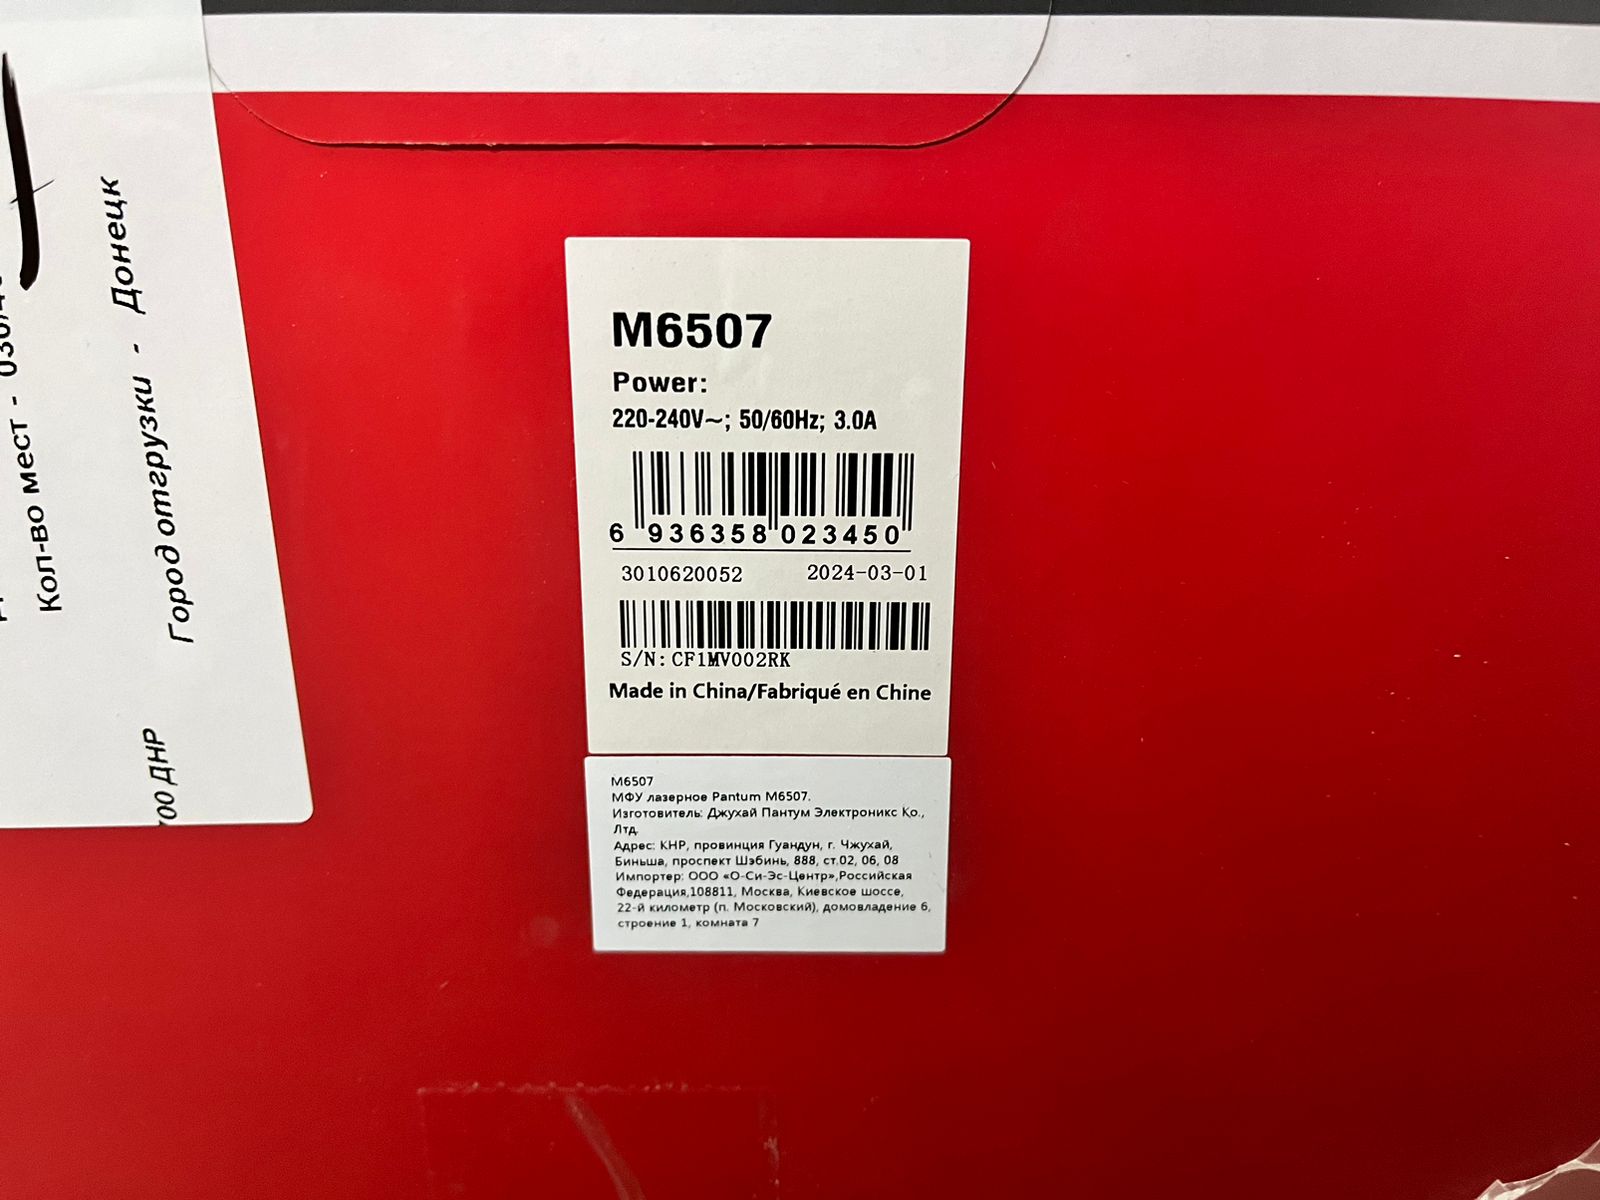 Кол-во мест -
Город отгрузки - Донецк
ДНР
M6507
Power:
220-240V~; 50/60Hz; 3.0A
6 936358 023450
3010620052 2024-03-01
S/N: CF1MV002RK
Made in China/Fabriqué en Chine
M6507
МФУ лазерное Pantum M6507.
Изготовитель: Джухай Пантум Электроникс Ко.,
Лтд.
Адрес: КНР, провинция Гуандун, г. Чжухай,
Биньша, проспект Шэбинь, 888, ст.02, 06, 08
Импортер: ООО «О-Си-Эс-Центр»,Российская
Федерация,108811, Москва, Киевское шоссе,
22-й километр (п. Московский), домовладение 6,
строение 1, комната 7